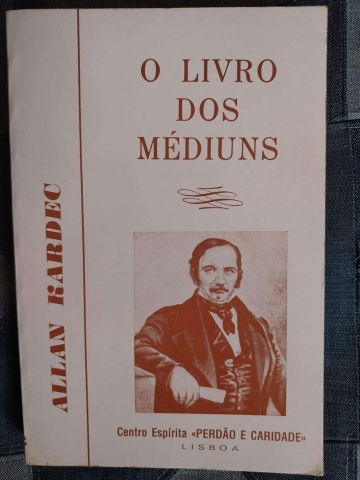 O LIVRO
DOS
MÉDIUNS
ALLAN KARDEC
Centro Espírita «PERDÃO E CARIDADE»
LISBOA